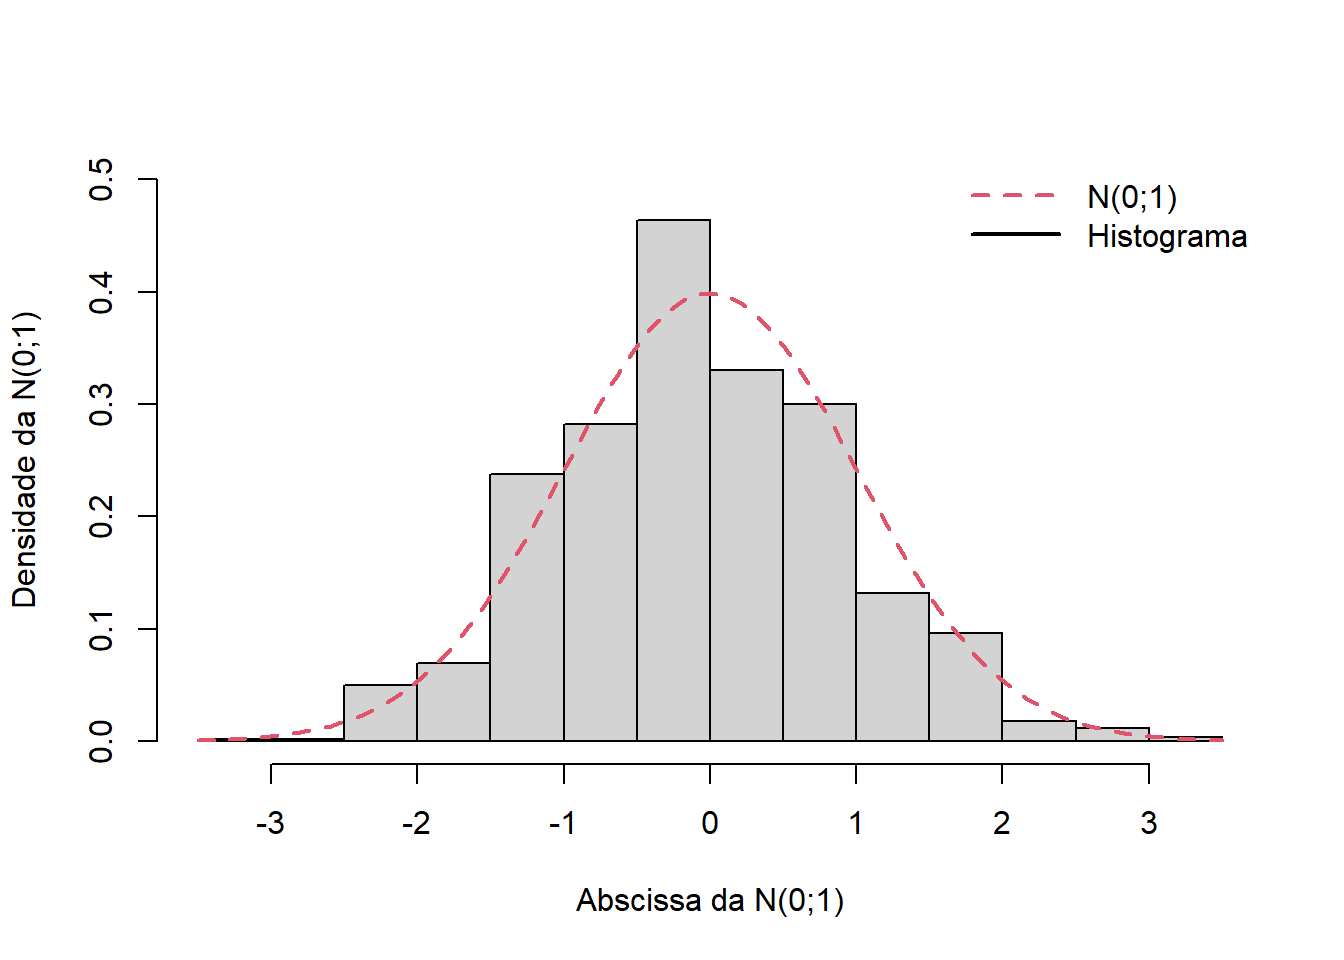 N(0;1)
Histograma
Densidade da N(0;1)
0.5
0.4
0.3
0.2
0.1
0.0
-3 -2 -1 0 1 2 3
Abscissa da N(0;1)